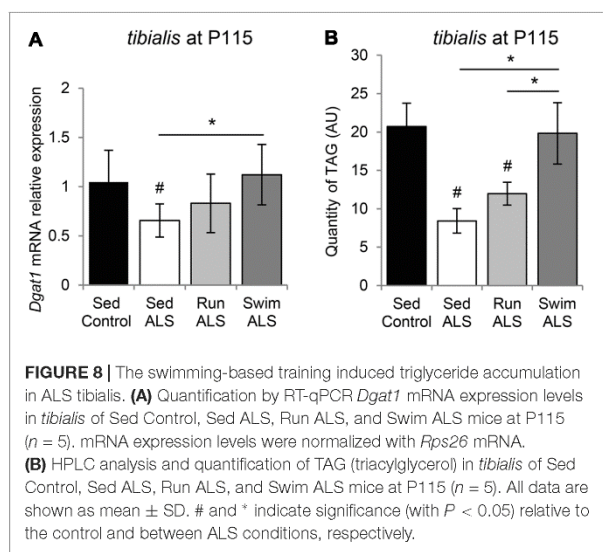 A
tibialis at P115
Dgat1 mRNA relative expression
2
1.5
1
0.5
0
#
*
Sed Control
Sed ALS
Run ALS
Swim ALS
B
tibialis at P115
Quantity of TAG (AU)
30
25
20
15
10
5
0
#
#
*
*
Sed Control
Sed ALS
Run ALS
Swim ALS
FIGURE 8 | The swimming-based training induced triglyceride accumulation
in ALS tibialis. (A) Quantification by RT-qPCR Dgat1 mRNA expression levels
in tibialis of Sed Control, Sed ALS, Run ALS, and Swim ALS mice at P115
(n = 5). mRNA expression levels were normalized with Rps26 mRNA.
(B) HPLC analysis and quantification of TAG (triacylglycerol) in tibialis of Sed
Control, Sed ALS, Run ALS, and Swim ALS mice at P115 (n = 5). All data are
shown as mean ± SD. # and * indicate significance (with P < 0.05) relative to
the control and between ALS conditions, respectively.